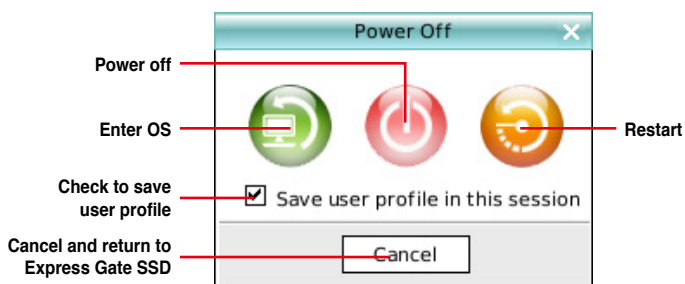 Power Off
Power off
Enter OS
Restart
Check to save
user profile
Save user profile in this session
Cancel and return to
Express Gate SSD
Cancel